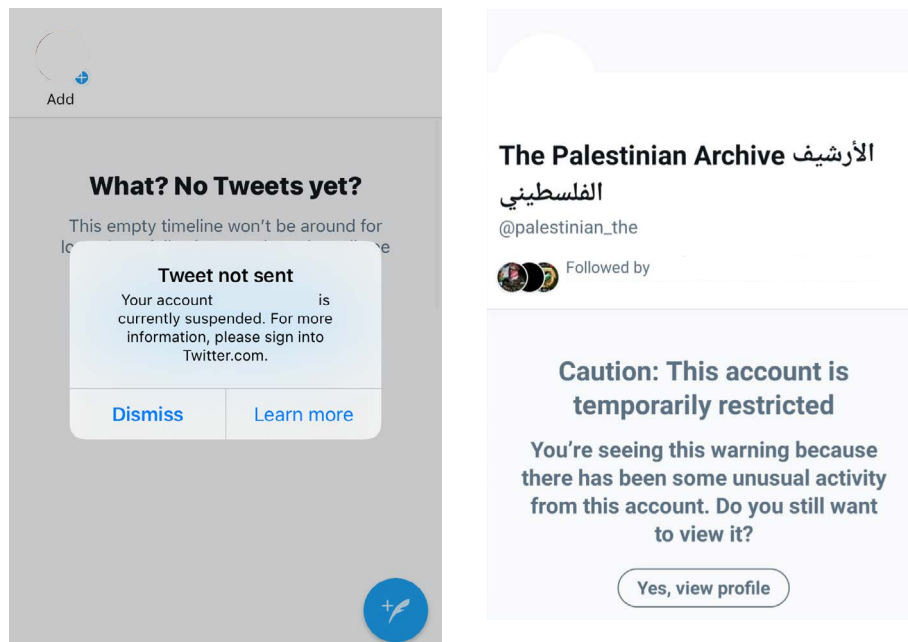 Add
What? No Tweets yet?
This empty timeline won't be around for
Tweet not sent
Your account is
currently suspended. For more
information, please sign into
Twitter.com.
Dismiss
Learn more
The Palestinian Archive الأرشيف
الفلسطيني
@palestinian_the
Followed by
Caution: This account is
temporarily restricted
You're seeing this warning because
there has been some unusual activity
from this account. Do you still want
to view it?
Yes, view profile